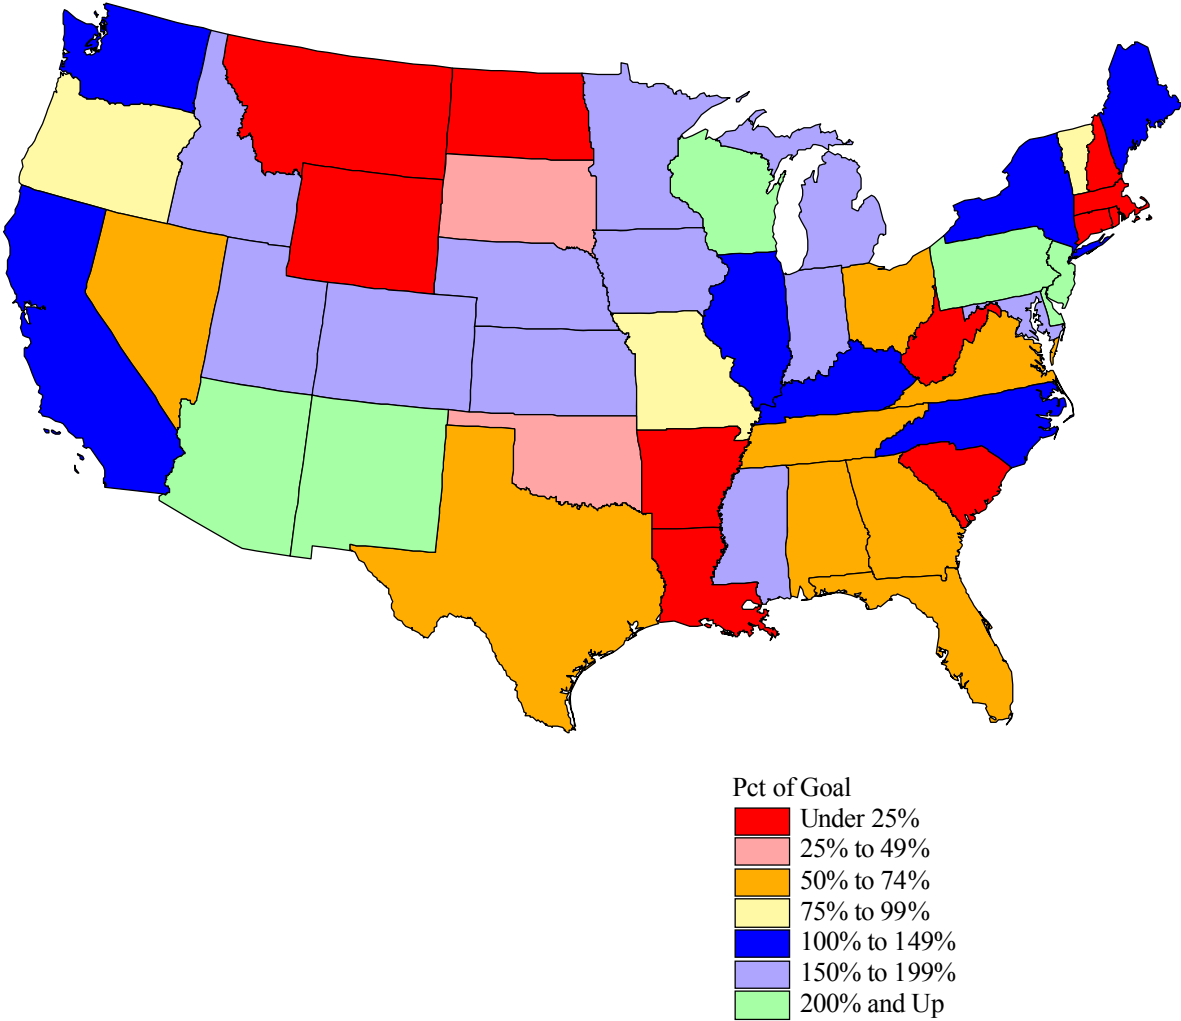 Pct of Goal
Under 25%
25% to 49%
50% to 74%
75% to 99%
100% to 149%
150% to 199%
200% and Up